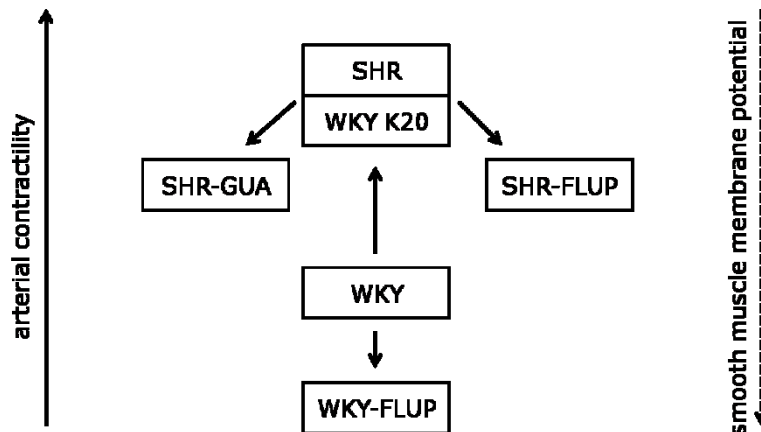 arterial contractility
SHR
WKY K20
SHR-GUA
SHR-FLUP
WKY
WKY-FLUP
smooth muscle membrane potential